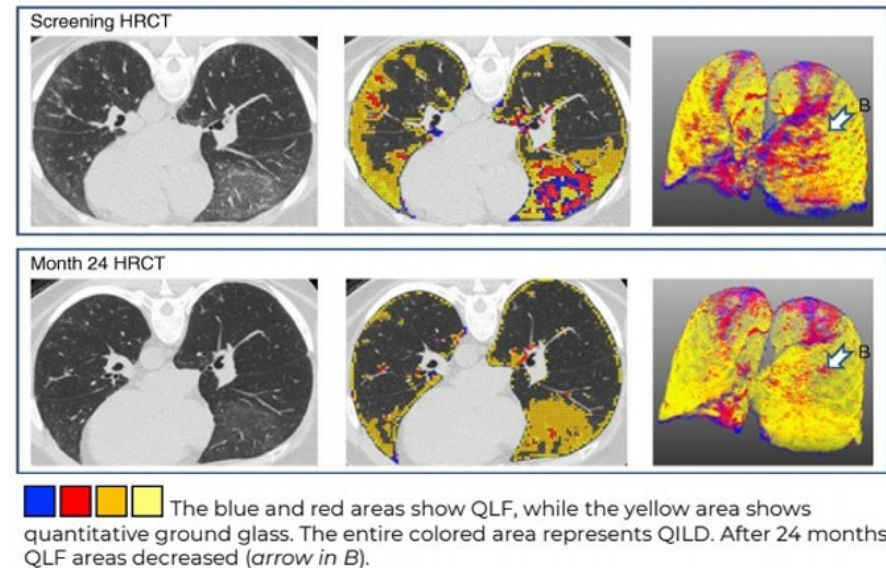 Screening HRCT
B
Month 24 HRCT
B
The blue and red areas show QLF, while the yellow area shows
quantitative ground glass. The entire colored area represents QILD. After 24 months
QLF areas decreased (arrow in B).